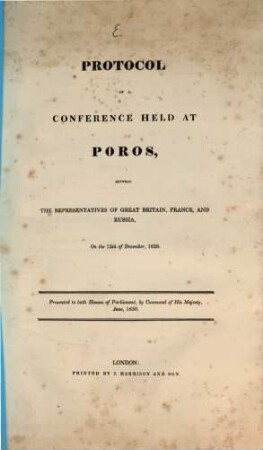 E
PROTOCOL
OF A
CONFERENCE HELD AT
POROS,
BETWEEN
THE REPRESENTATIVES OF GREAT BRITAIN, FRANCE, AND
RUSSIA,
On the 12th of December, 1828.
Presented to both Houses of Parliament, by Command of His Majesty,
June, 1830.
LONDON:
PRINTED BY J. HARRISON AND SON.